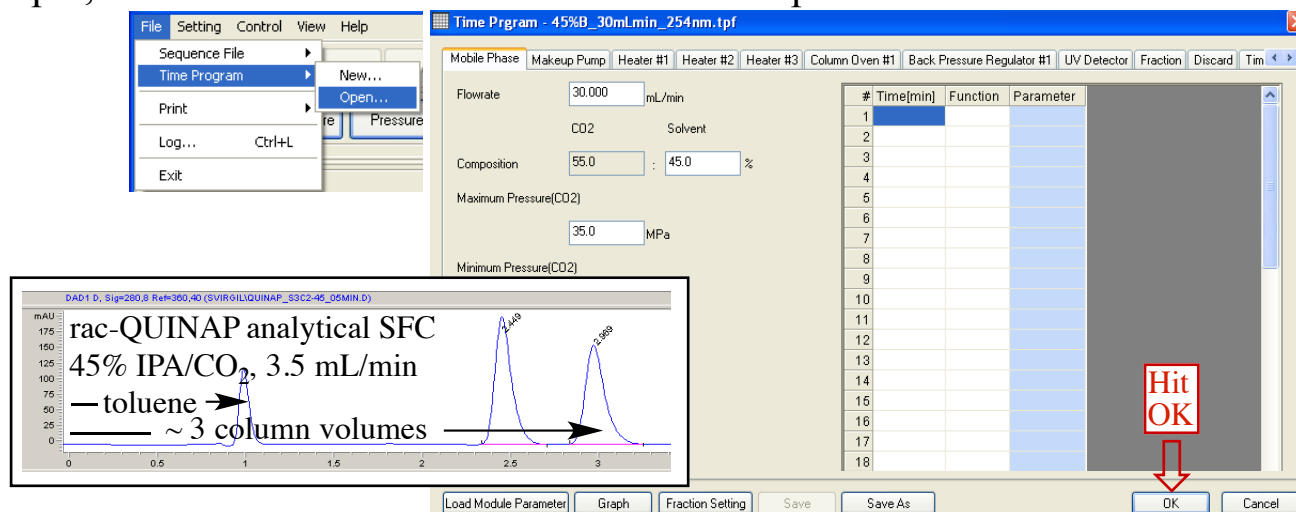 File Setting Control View Help
Sequence File
Time Program
New...
Open...
Print
Pressure
Log... Ctrl+L
Exit
Time Prgram - 45%B_30mLmin_254nm.tpf
Mobile Phase Makeup Pump Heater #1 Heater #2 Heater #3 Column Oven #1 Back Pressure Regulator #1 UV Detector Fraction Discard Tim
Flowrate 30.000 mL/min
CO2 Solvent
Composition 55.0 : 45.0 %
Maximum Pressure(CO2)
35.0 MPa
Minimum Pressure(CO2)
# Time[min] Function Parameter
1
2
3
4
5
6
7
8
9
10
11
12
13
14
15
16
17
18
DAD1 D, Sig=280,8 Ref=360,40 (SVIRGIL\QUINAP_S3C2-45_05MIN.D)
mAU
175
150
125
100
75
50
25
0
rac-QUINAP analytical SFC
45% IPA/CO2, 3.5 mL/min
toluene
~ 3 column volumes
2.449
2.969
0 0.5 1 1.5 2 2.5 3
Hit
OK
Load Module Parameter Graph Fraction Setting Save Save As OK Cancel